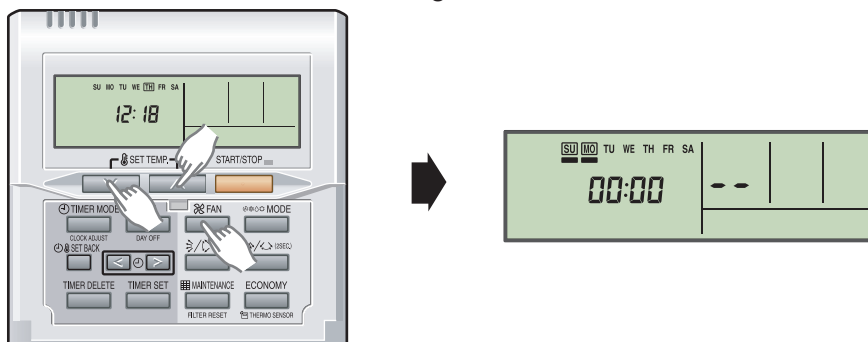 SU MO TU WE TH FR SA
12:18
SET TEMP. START/STOP
TIMER MODE FAN MODE
CLOCK ADJUST DAY OFF
SET BACK (2SEC.)
TIMER DELETE TIMER SET MAINTENANCE ECONOMY
FILTER RESET THERMO SENSOR
SU MO TU WE TH FR SA
00:00 --